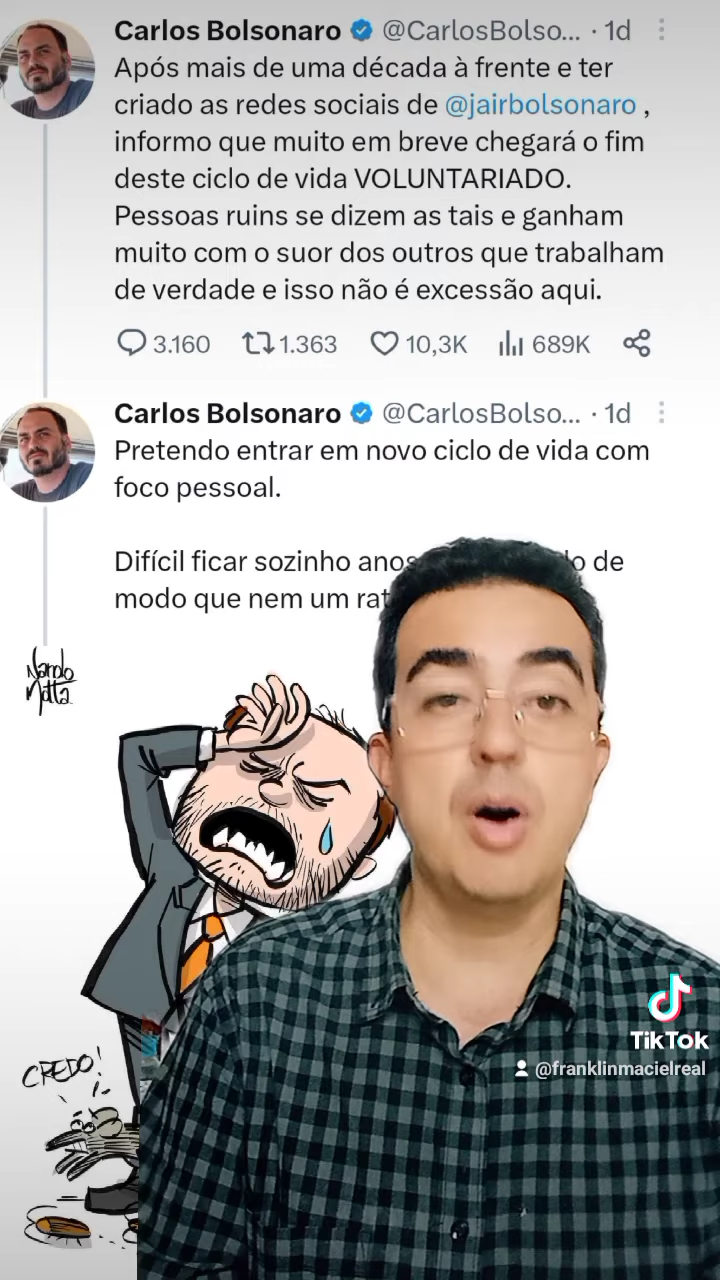 Carlos Bolsonaro @CarlosBolso... · 1d
Após mais de uma década à frente e ter
criado as redes sociais de @jairbolsonaro ,
informo que muito em breve chegará o fim
deste ciclo de vida VOLUNTARIADO.
Pessoas ruins se dizem as tais e ganham
muito com o suor dos outros que trabalham
de verdade e isso não é excessão aqui.
3.160 1.363 10,3K 689K
Carlos Bolsonaro @CarlosBolso... · 1d
Pretendo entrar em novo ciclo de vida com
foco pessoal.
Difícil ficar sozinho anos de
modo que nem um rat
Nando
Motta
CREDO!
TikTok
@franklinmacielreal